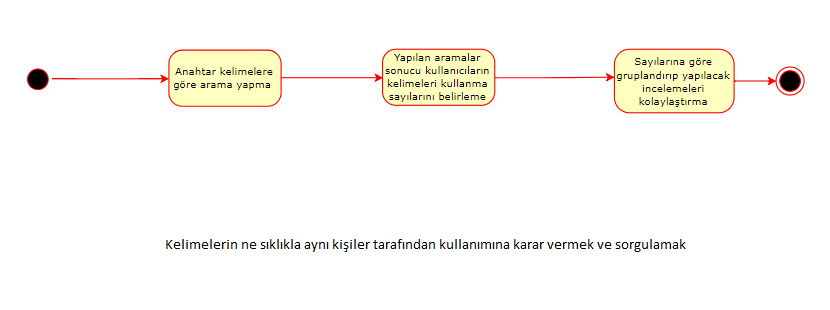 Anahtar kelimelere
göre arama yapma
Yapılan aramalar
sonucu kullanıcıların
kelimeleri kullanma
sayılarını belirleme
Sayılarına göre
gruplandırıp yapılacak
incelemeleri
kolaylaştırma
Kelimelerin ne sıklıkla aynı kişiler tarafından kullanımına karar vermek ve sorgulamak